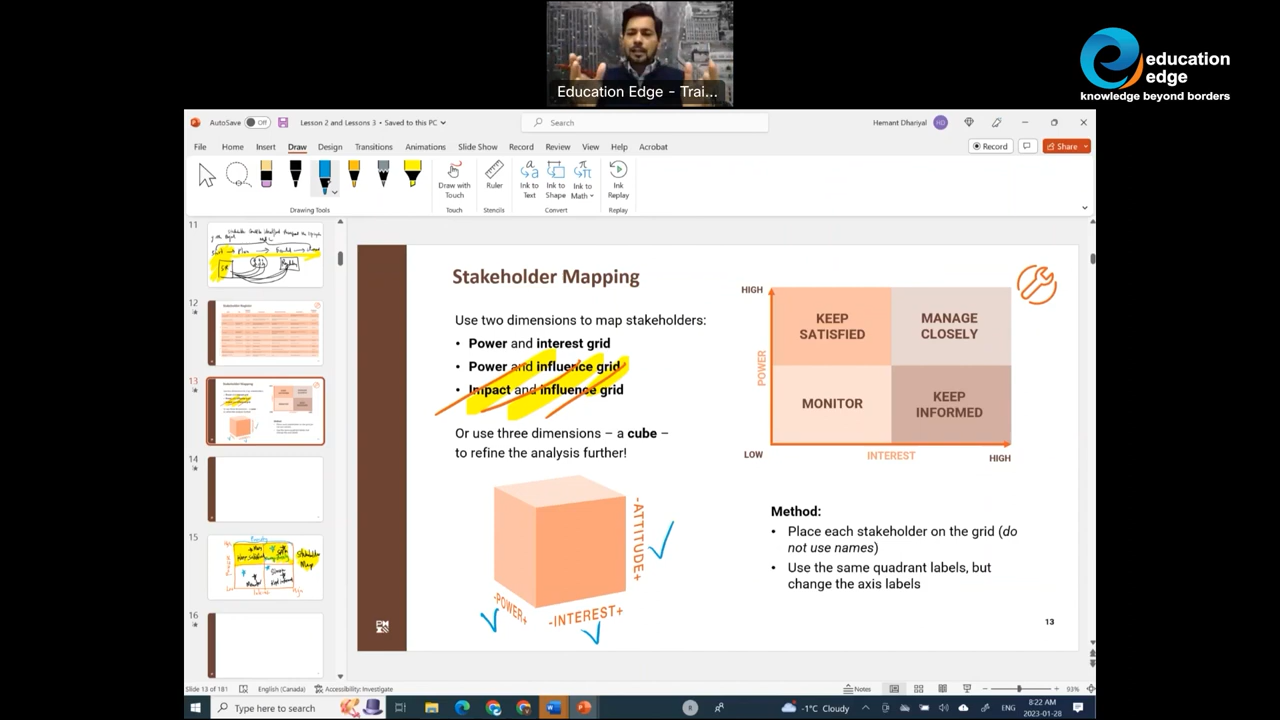 Education Edge - Trai...
education
edge
knowledge beyond borders
AutoSave Off Lesson 2 and Lessons 3 • Saved to this PC
Search
Hemant Dhariyal HD
File Home Insert Draw Design Transitions Animations Slide Show Record Review View Help Acrobat
Record Share
Draw with Touch
Ruler
Ink to Text
Ink to Shape
Ink to Math
Ink Replay
Drawing Tools Touch Stencils Convert Replay
11
12
13
14
15
16
Stakeholder Mapping
Use two dimensions to map stakeholders:
• Power and interest grid
• Power and influence grid
• Impact and influence grid
Or use three dimensions – a cube –
to refine the analysis further!
-ATTITUDE+
-POWER+
-INTEREST+
HIGH
POWER
KEEP
SATISFIED
MANAGE
CLOSELY
MONITOR
KEEP
INFORMED
LOW
INTEREST
HIGH
Method:
• Place each stakeholder on the grid (do
not use names)
• Use the same quadrant labels, but
change the axis labels
13
Slide 13 of 181 English (Canada) Accessibility: Investigate
Notes 93%
Type here to search
-1°C Cloudy ENG 8:22 AM
2023-01-28